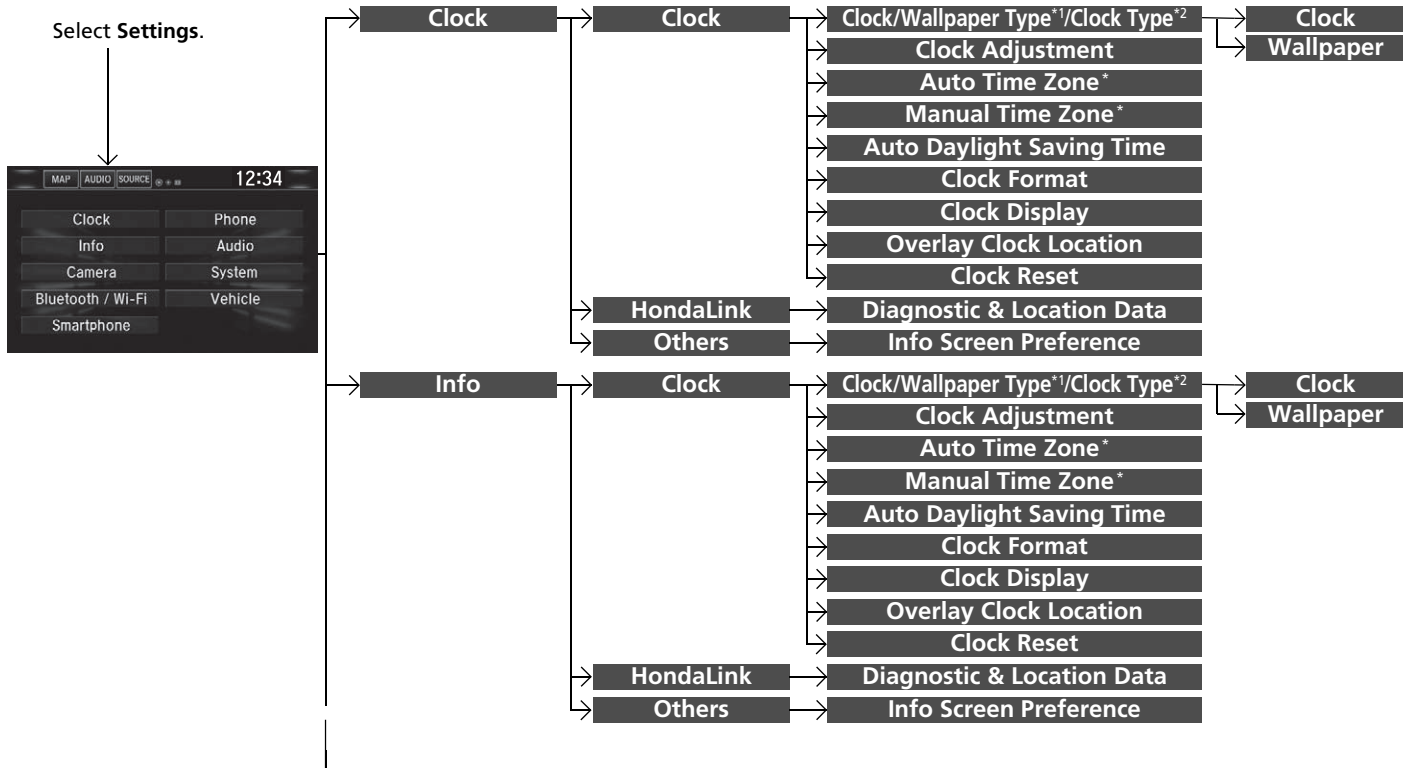 Select Settings.
MAP AUDIO SOURCE 12:34
Clock Phone
Info Audio
Camera System
Bluetooth / Wi-Fi Vehicle
Smartphone
Clock
Clock
Clock/Wallpaper Type*1/Clock Type*2
Clock
Wallpaper
Clock Adjustment
Auto Time Zone*
Manual Time Zone*
Auto Daylight Saving Time
Clock Format
Clock Display
Overlay Clock Location
Clock Reset
HondaLink
Diagnostic & Location Data
Others
Info Screen Preference
Info
Clock
Clock/Wallpaper Type*1/Clock Type*2
Clock
Wallpaper
Clock Adjustment
Auto Time Zone*
Manual Time Zone*
Auto Daylight Saving Time
Clock Format
Clock Display
Overlay Clock Location
Clock Reset
HondaLink
Diagnostic & Location Data
Others
Info Screen Preference